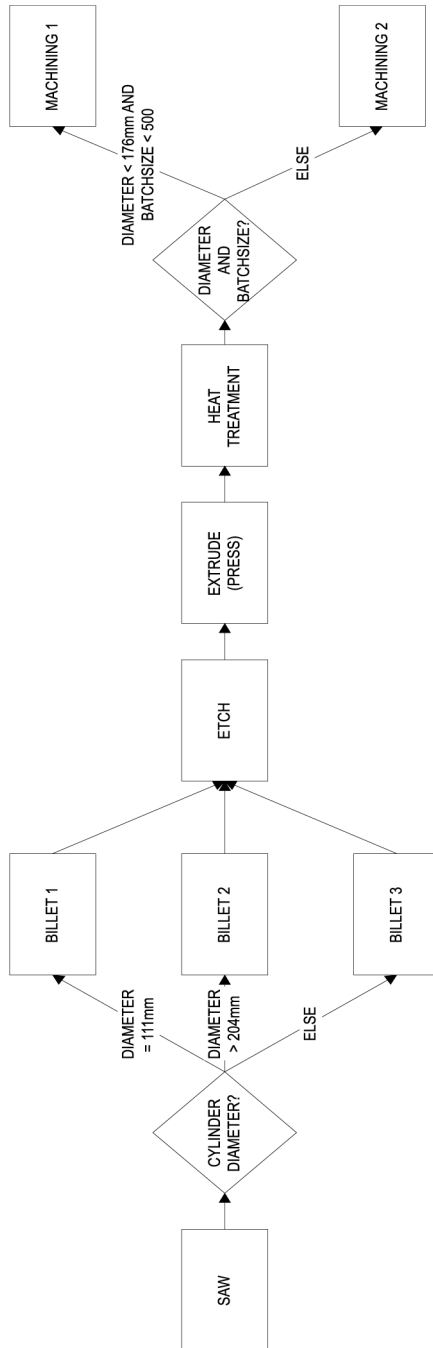 SAW
CYLINDER
DIAMETER?
DIAMETER
= 111mm
DIAMETER
> 204mm
ELSE
BILLET 1
BILLET 2
BILLET 3
ETCH
EXTRUDE
(PRESS)
HEAT
TREATMENT
DIAMETER
AND
BATCHSIZE?
DIAMETER < 176mm AND
BATCHSIZE < 500
ELSE
MACHINING 1
MACHINING 2